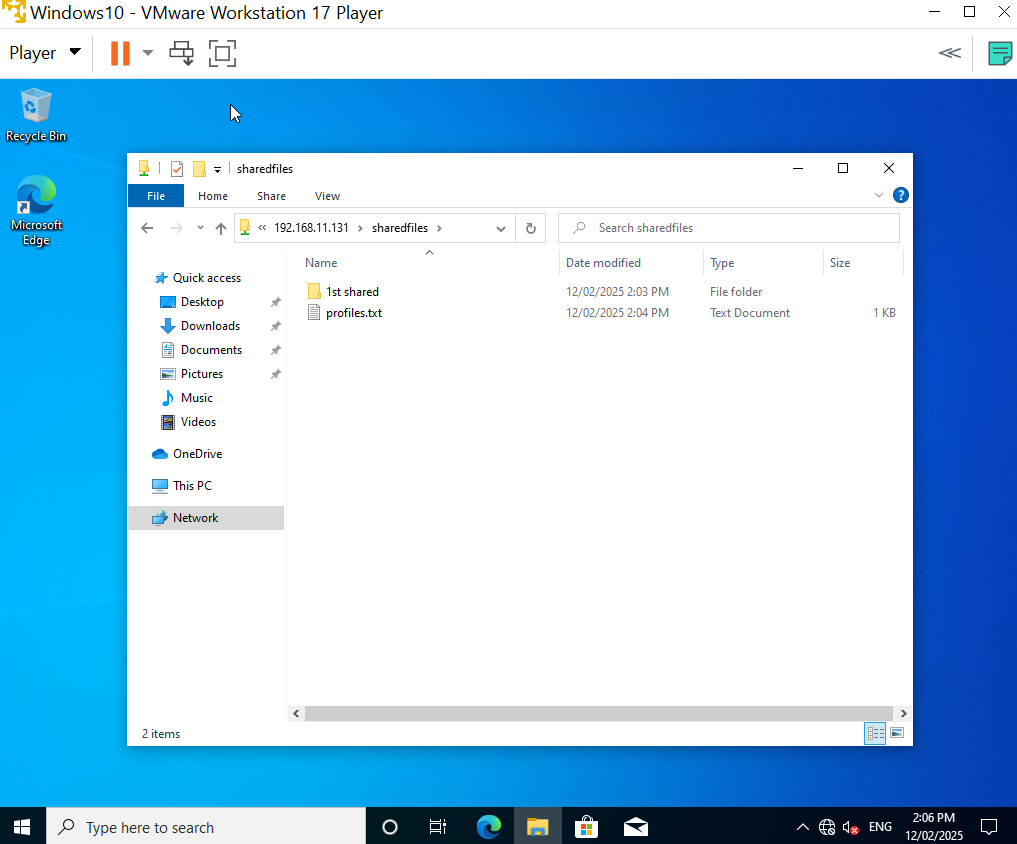 Windows10 - VMware Workstation 17 Player
Player
Recycle Bin
Microsoft
Edge
sharedfiles
File Home Share View
192.168.11.131 sharedfiles
Search sharedfiles
Name Date modified Type Size
1st shared 12/02/2025 2:03 PM File folder
profiles.txt 12/02/2025 2:04 PM Text Document 1 KB
Quick access
Desktop
Downloads
Documents
Pictures
Music
Videos
OneDrive
This PC
Network
2 items
Type here to search
ENG
2:06 PM
12/02/2025